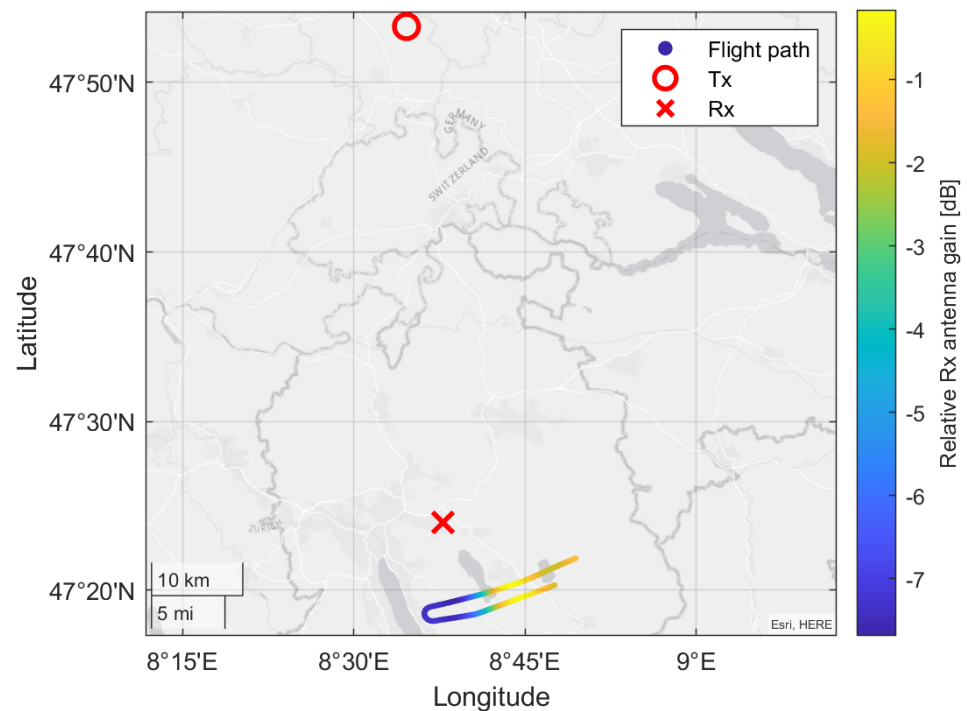 Flight path
Tx
Rx
47°50'N
47°40'N
47°30'N
47°20'N
Latitude
GERMANY
SWITZERLAND
ZURICH
10 km
5 mi
Esri, HERE
8°15'E
8°30'E
8°45'E
9°E
Longitude
-1
-2
-3
-4
-5
-6
-7
Relative Rx antenna gain [dB]